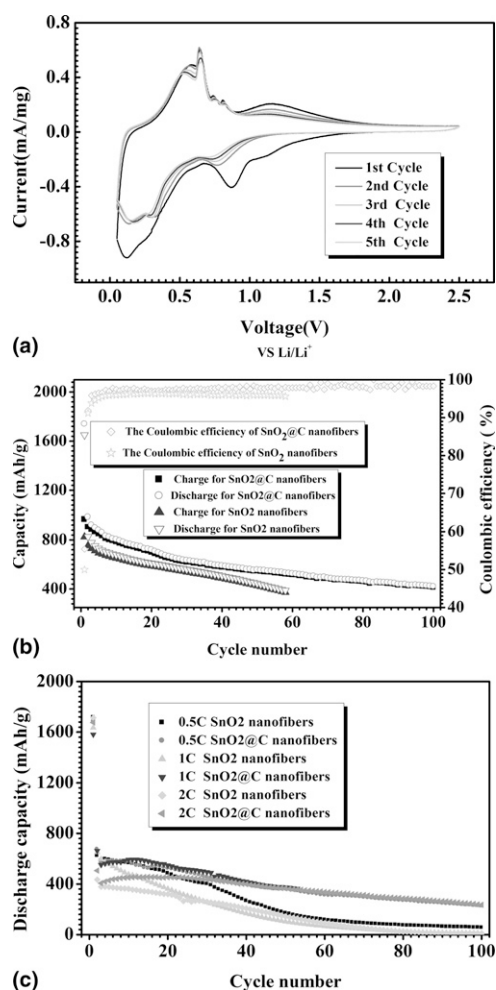 0.8
0.4
0.0
-0.4
-0.8
Current(mA/mg)
1st Cycle
2nd Cycle
3rd Cycle
4th Cycle
5th Cycle
0.0 0.5 1.0 1.5 2.0 2.5
Voltage(V)
VS Li/Li+
(a)
2000
1600
1200
800
400
Capacity (mAh/g)
100
90
80
70
60
50
40
Coulombic efficiency ( %)
The Coulombic efficiency of SnO2@C nanofibers
The Coulombic efficiency of SnO2 nanofibers
Charge for SnO2@C nanofibers
Discharge for SnO2@C nanofibers
Charge for SnO2 nanofibers
Discharge for SnO2 nanofibers
0 20 40 60 80 100
Cycle number
(b)
2000
1600
1200
800
400
0
Discharge capacity (mAh/g)
0.5C SnO2 nanofibers
0.5C SnO2@C nanofibers
1C SnO2 nanofibers
1C SnO2@C nanofibers
2C SnO2 nanofibers
2C SnO2@C nanofibers
0 20 40 60 80 100
Cycle number
(c)